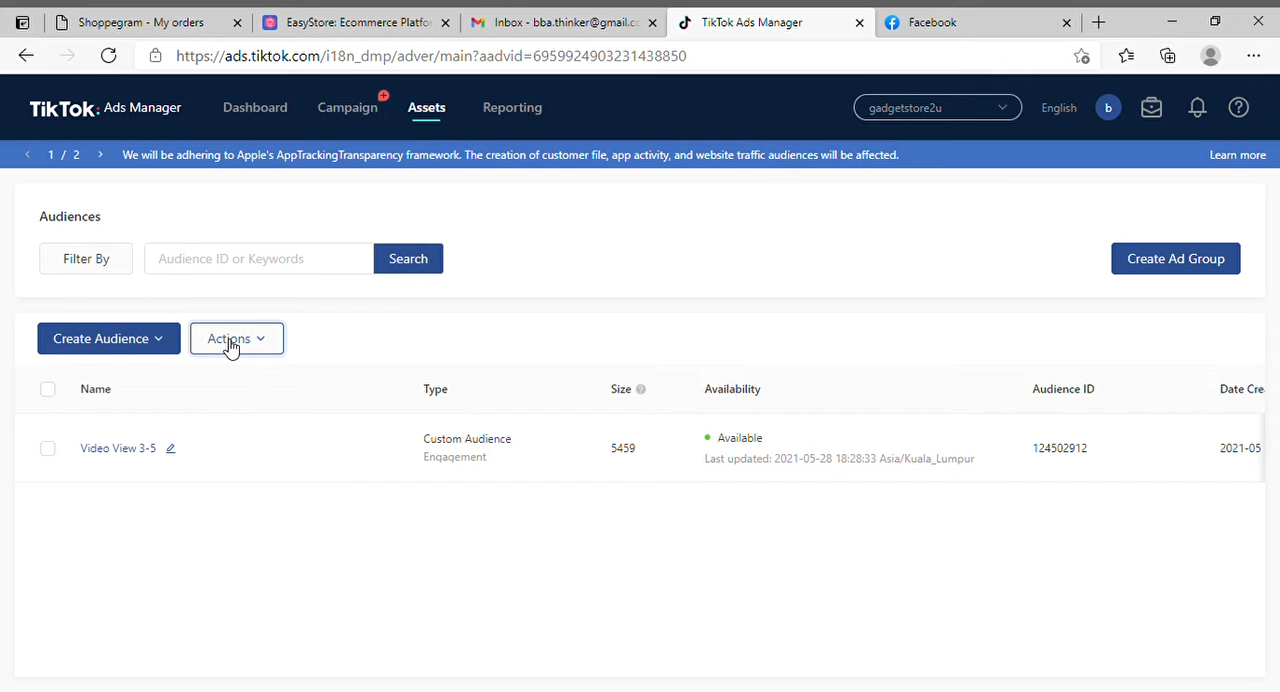 Shoppegram - My orders
EasyStore: Ecommerce Platfor
Inbox - bba.thinker@gmail.co
TikTok Ads Manager
Facebook
https://ads.tiktok.com/i18n_dmp/adver/main?aadvid=6959924903231438850
TikTok: Ads Manager
Dashboard
Campaign
Assets
Reporting
gadgetstore2u
English
b
1 / 2
We will be adhering to Apple's AppTrackingTransparency framework. The creation of customer file, app activity, and website traffic audiences will be affected.
Learn more
Audiences
Filter By
Audience ID or Keywords
Search
Create Ad Group
Create Audience
Actions
Name
Type
Size
Availability
Audience ID
Date Cre
Video View 3-5
Custom Audience
Engagement
5459
Available
Last updated: 2021-05-28 18:28:33 Asia/Kuala_Lumpur
124502912
2021-05